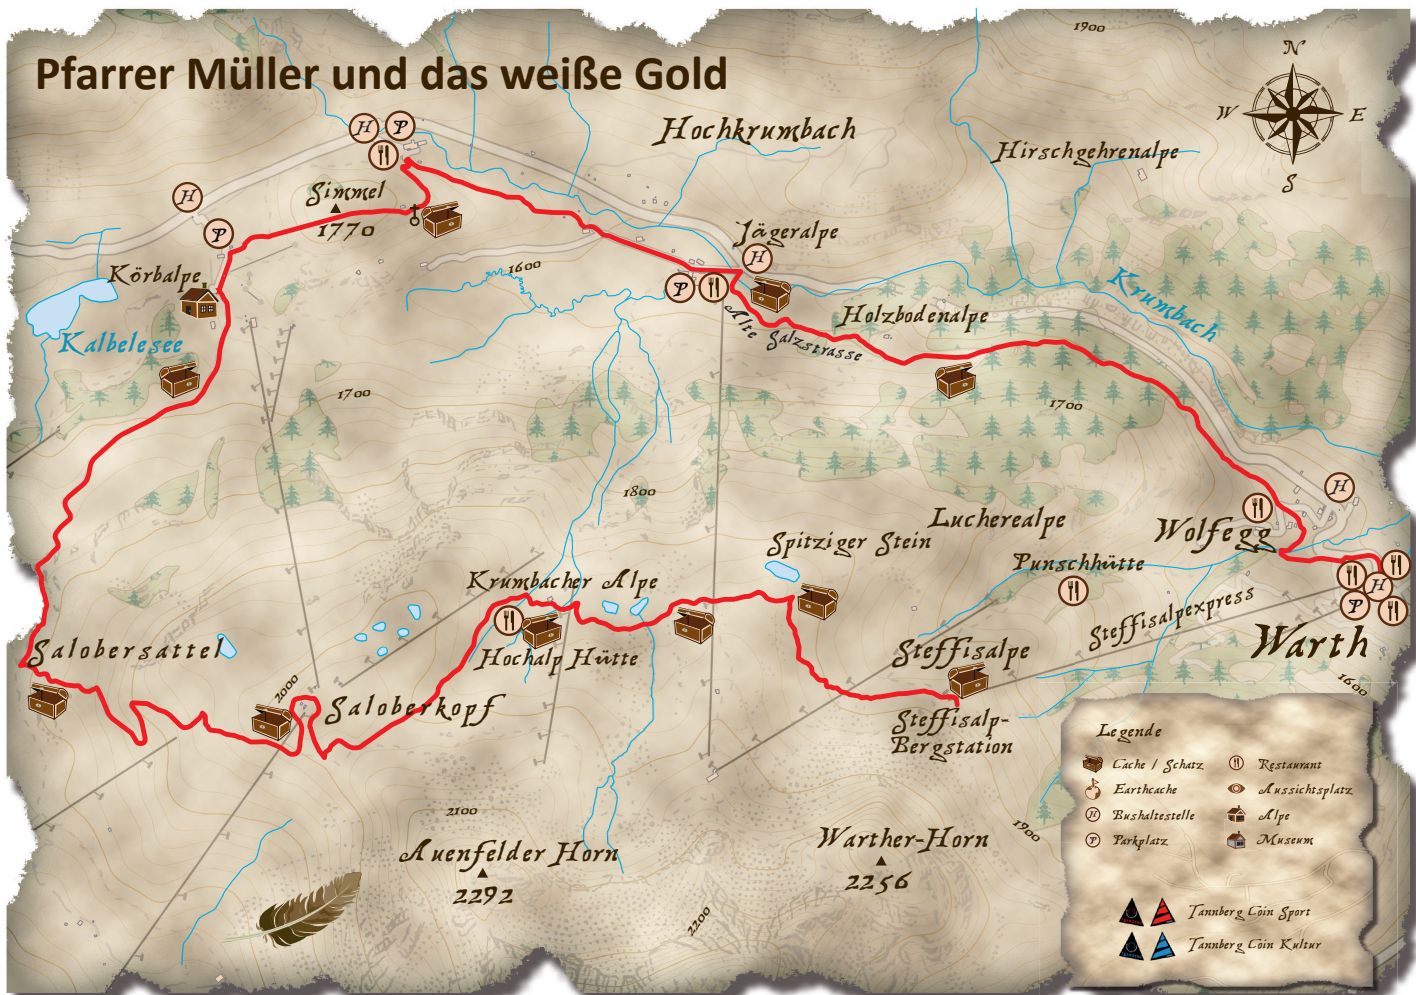 Pfarrer Müller und das weiße Gold
1900
N
W
E
S
H
P
Hochkrumbach
Hirschgehrenalpe
Simmel
1770
H
P
Jägeralpe
H
1600
Körbalpe
P
Krumbach
Kalbelesee
Alte Salzstrasse
Holzbodenalpe
1700
1700
1800
H
Lucherealpe
Wolfegg
Spitziger Stein
Punschhütte
Krumbacher Alpe
H
P
Steffisalpexpress
Warth
Hochalp Hütte
Salobersattel
Steffisalpe
1600
2000
Saloberkopf
Steffisalp-
Bergstation
Legende
Cache / Schatz
Restaurant
Earthcache
Aussichtsplatz
H
Bushaltestelle
Alpe
P
Parkplatz
Museum
2100
1900
Auenfelder Horn
2292
Warther-Horn
2256
2200
Tannberg Coin Sport
Tannberg Coin Kultur